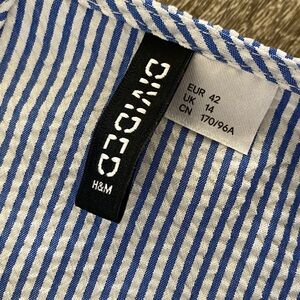 DIVIDED
H&M
EUR 42
UK 14
CN 170/96A